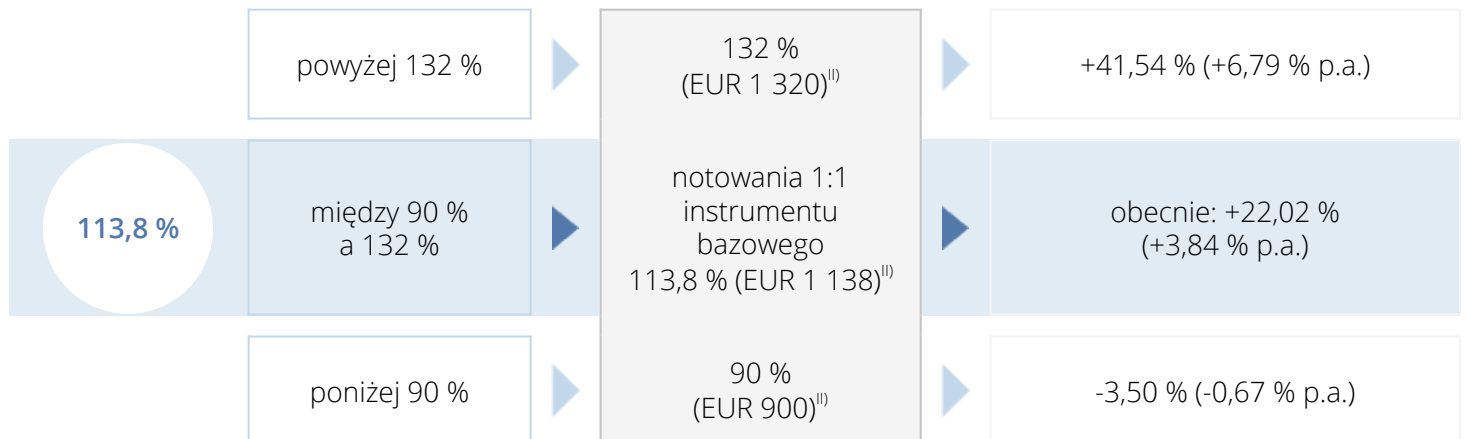 powyżej 132 %
132 %
(EUR 1 320)II)
+41,54 % (+6,79 % p.a.)
113,8 %
między 90 %
a 132 %
notowania 1:1
instrumentu
bazowego
113,8 % (EUR 1 138)II)
obecnie: +22,02 %
(+3,84 % p.a.)
poniżej 90 %
90 %
(EUR 900)II)
-3,50 % (-0,67 % p.a.)